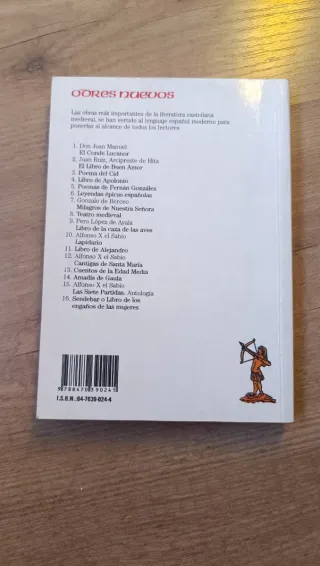 ODRES NUEVOS
Las obras más importantes de la literatura castellana
medieval, se han vertido al lenguaje español moderno para
ponerlas al alcance de todos los lectores
1. Don Juan Manuel
El Conde Lucanor
2. Juan Ruiz, Arcipreste de Hita
El Libro de Buen Amor
3. Poema del Cid
4. Libro de Apolonio
5. Poemas de Fernán González
6. Leyendas épicas españolas
7. Gonzalo de Berceo
Milagros de Nuestra Señora
8. Teatro medieval
9. Pero López de Ayala
Libro de la caza de las aves
10. Alfonso X el Sabio
Lapidario
11. Libro de Alejandro
12. Alfonso X el Sabio
Cantigas de Santa María
13. Cuentos de la Edad Media
14. Amadís de Gaula
15. Alfonso X el Sabio
Las Siete Partidas. Antología
16. Sendebar o Libro de los
engaños de las mujeres
9788470390241
I.S.B.N.:84-7039-024-4